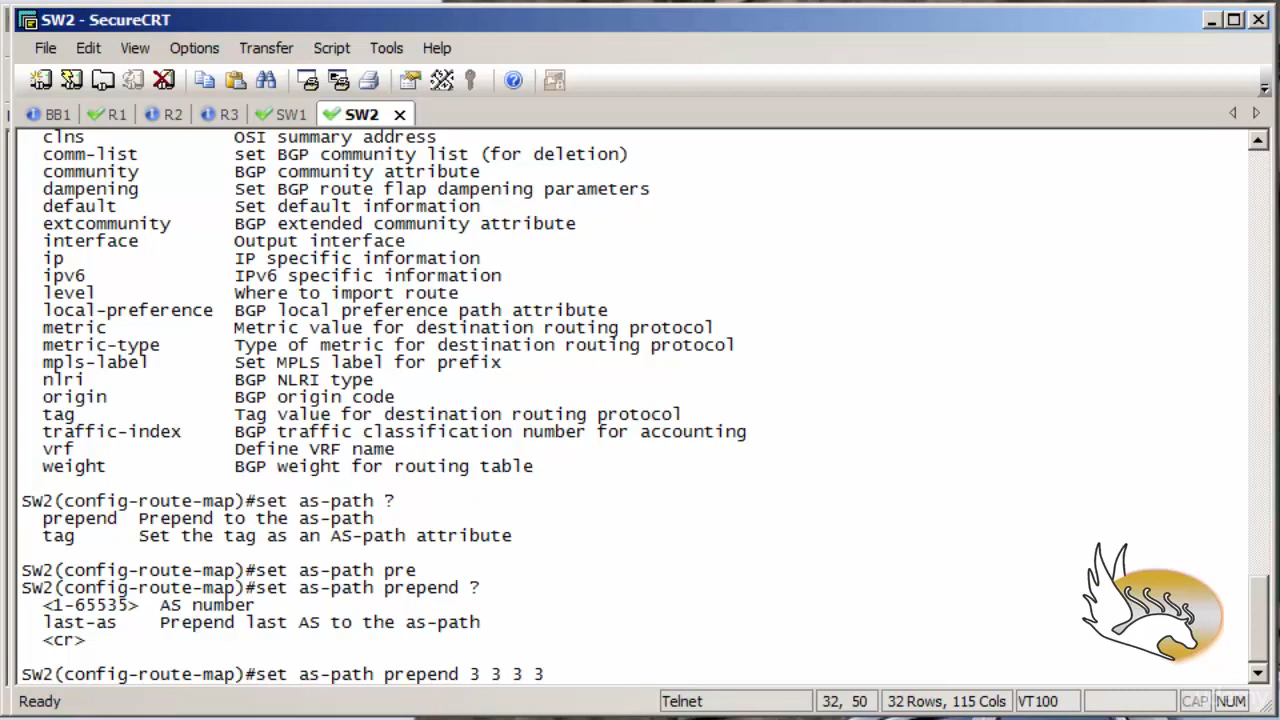 SW2 - SecureCRT
File Edit View Options Transfer Script Tools Help
BB1 R1 R2 R3 SW1 SW2
clns OSI summary address
comm-list set BGP community list (for deletion)
community BGP community attribute
dampening Set BGP route flap dampening parameters
default Set default information
extcommunity BGP extended community attribute
interface Output interface
ip IP specific information
ipv6 IPv6 specific information
level Where to import route
local-preference BGP local preference path attribute
metric Metric value for destination routing protocol
metric-type Type of metric for destination routing protocol
mpls-label Set MPLS label for prefix
nlri BGP NLRI type
origin BGP origin code
tag Tag value for destination routing protocol
traffic-index BGP traffic classification number for accounting
vrf Define VRF name
weight BGP weight for routing table
SW2(config-route-map)#set as-path ?
prepend Prepend to the as-path
tag Set the tag as an AS-path attribute
SW2(config-route-map)#set as-path pre
SW2(config-route-map)#set as-path prepend ?
<1-65535> AS number
last-as Prepend last AS to the as-path
<cr>
SW2(config-route-map)#set as-path prepend 3 3 3 3
Ready Telnet 32, 50 32 Rows, 115 Cols VT100 CAP NUM